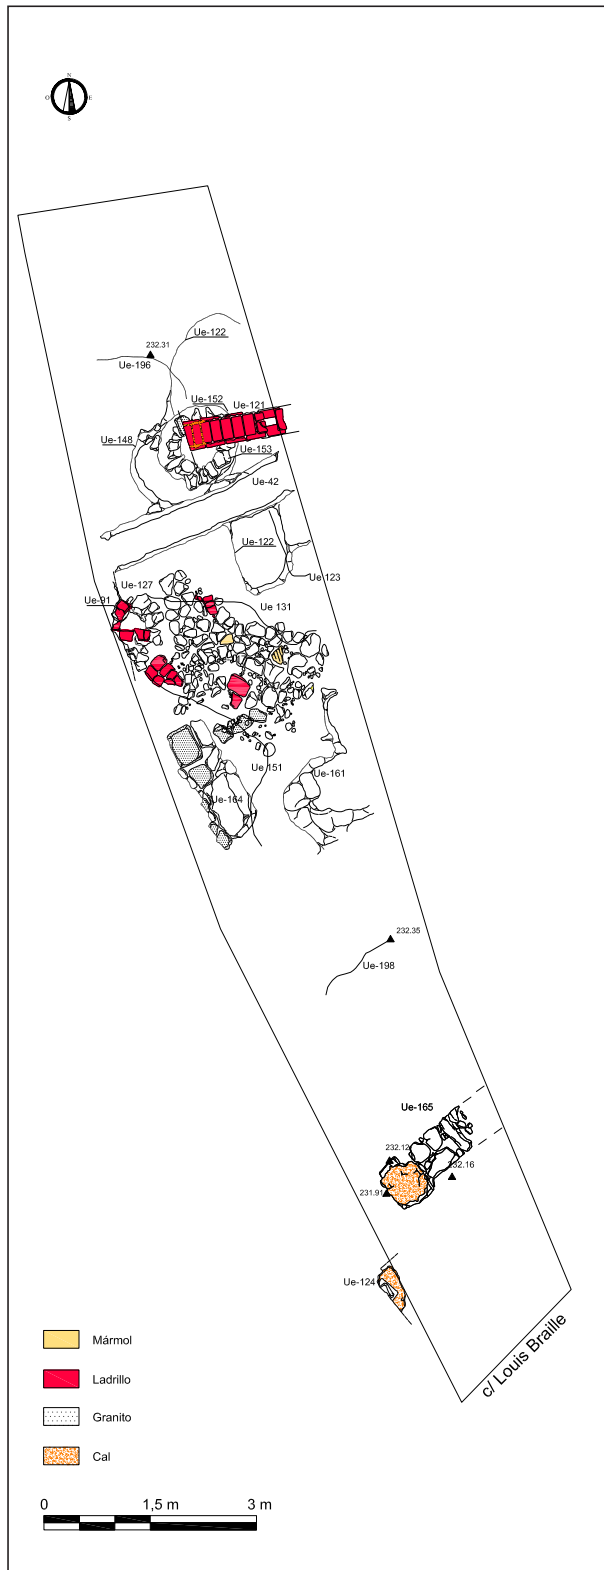 N
O E
S
Ue-122
232.31
Ue-196
Ue-152
Ue-121
Ue-148
Ue-153
Ue-42
Ue-122
Ue-123
Ue-127
Ue-91
Ue 131
Ue 151
Ue-161
Ue-164
232.35
Ue-198
Ue-165
232.12
232.16
231.91
Ue-124
c/ Louis Braille
Mármol
Ladrillo
Granito
Cal
0 1,5 m 3 m